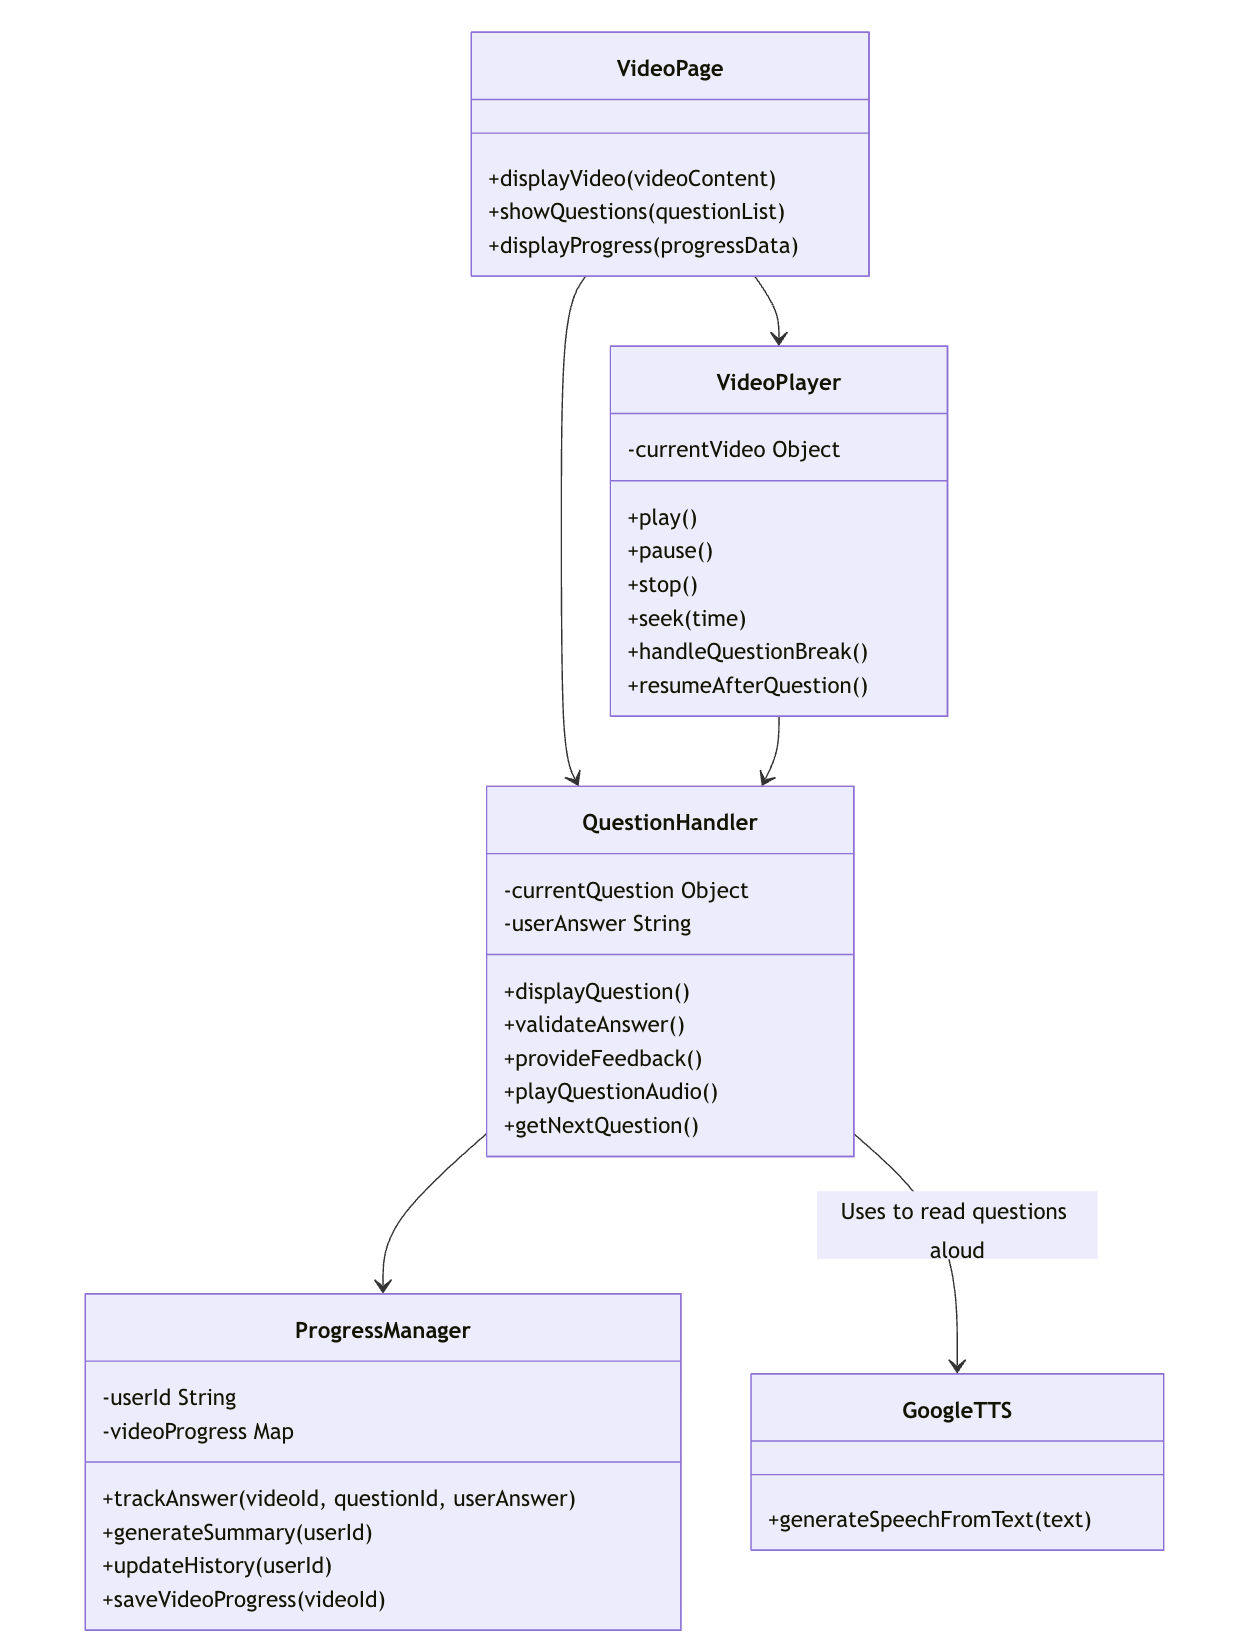 VideoPage
+displayVideo(videoContent)
+showQuestions(questionList)
+displayProgress(progressData)
VideoPlayer
-currentVideo Object
+play()
+pause()
+stop()
+seek(time)
+handleQuestionBreak()
+resumeAfterQuestion()
QuestionHandler
-currentQuestion Object
-userAnswer String
+displayQuestion()
+validateAnswer()
+provideFeedback()
+playQuestionAudio()
+getNextQuestion()
Uses to read questions
aloud
ProgressManager
-userId String
-videoProgress Map
+trackAnswer(videoId, questionId, userAnswer)
+generateSummary(userId)
+updateHistory(userId)
+saveVideoProgress(videoId)
GoogleTTS
+generateSpeechFromText(text)